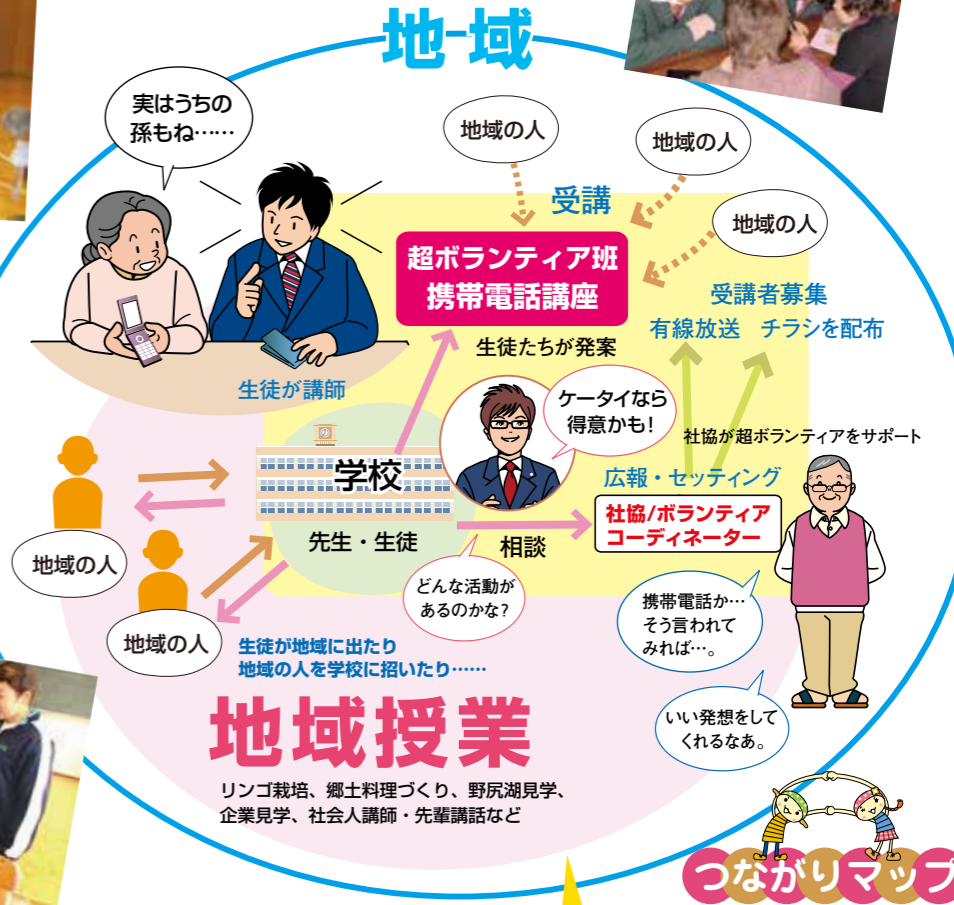 地域
実はうちの
孫もね……
地域の人
地域の人
地域の人
受講
超ボランティア班
携帯電話講座
受講者募集
有線放送 チラシを配布
生徒たちが発案
生徒が講師
ケータイなら
得意かも!
社協が超ボランティアをサポート
学校
広報・セッティング
社協/ボランティア
コーディネーター
先生・生徒
相談
地域の人
どんな活動が
あるのかな?
携帯電話か…
そう言われて
みれば…。
地域の人
生徒が地域に出たり
地域の人を学校に招いたり……
いい発想をして
くれるなあ。
地域授業
リンゴ栽培、郷土料理づくり、野尻湖見学、
企業見学、社会人講師・先輩講話など
つながりマップ